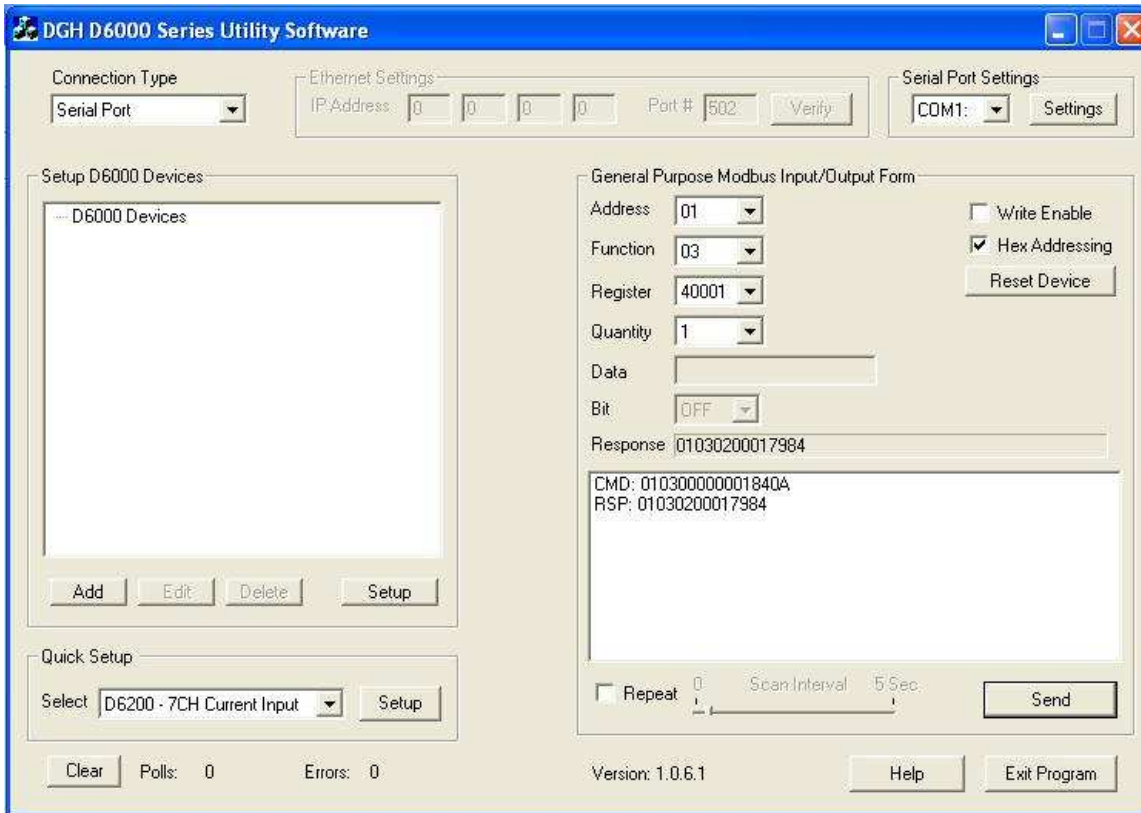 DGH D6000 Series Utility Software
Connection Type
Serial Port
Ethernet Settings
IP Address 0 0 0 0 Port # 502 Verify
Serial Port Settings
COM1: Settings
Setup D6000 Devices
D6000 Devices
Add Edit Delete Setup
Quick Setup
Select D6200 - 7CH Current Input Setup
General Purpose Modbus Input/Output Form
Address 01
Write Enable
Function 03
Hex Addressing
Register 40001
Reset Device
Quantity 1
Data
Bit OFF
Response 01030200017984
CMD: 010300000001840A
RSP: 01030200017984
Repeat 0 Scan Interval 5 Sec.
Send
Clear Polls: 0 Errors: 0
Version: 1.0.6.1
Help Exit Program